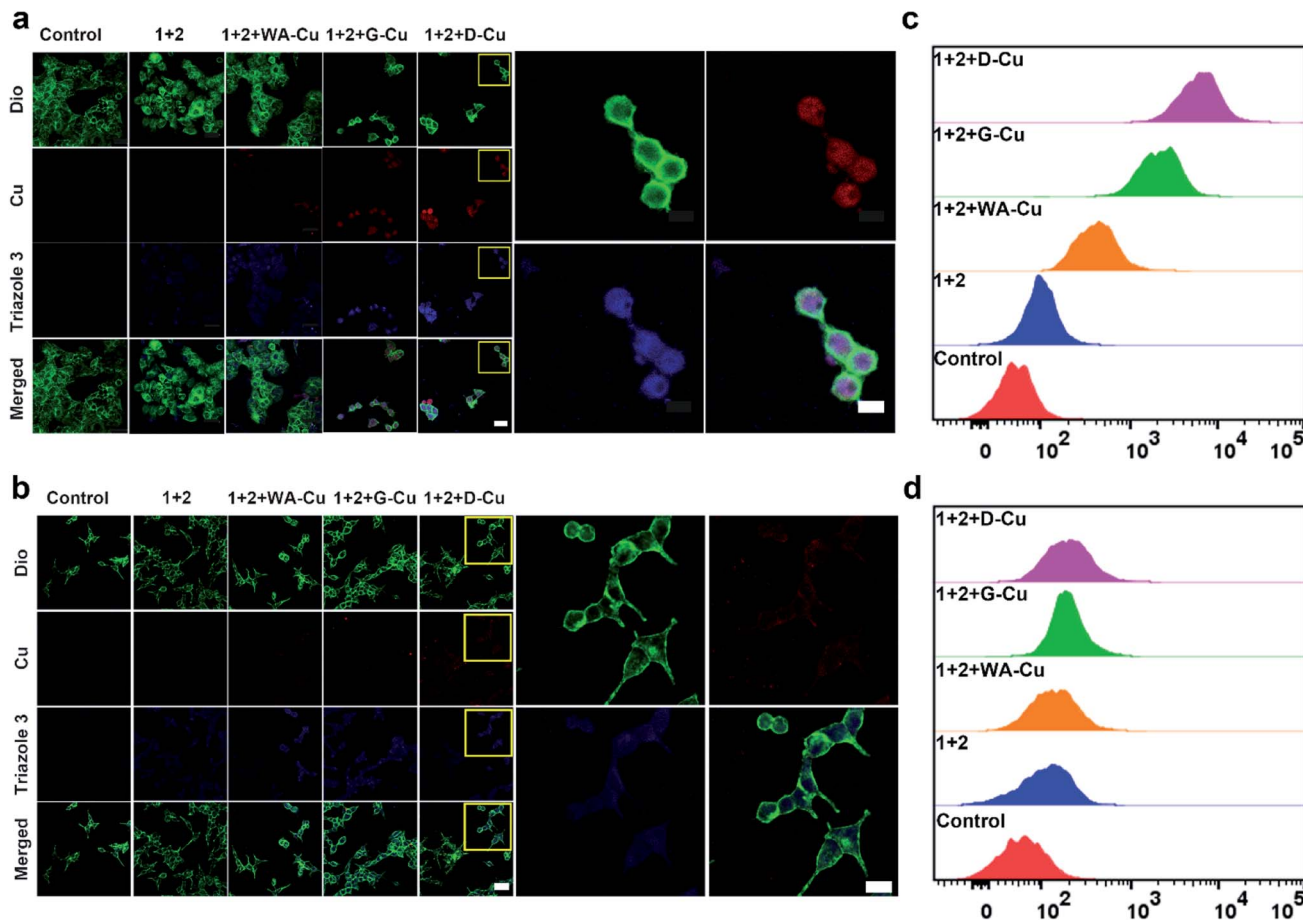 a
Control 1+2 1+2+WA-Cu 1+2+G-Cu 1+2+D-Cu
Dio
Cu
Triazole 3
Merged
c
1+2+D-Cu
1+2+G-Cu
1+2+WA-Cu
1+2
Control
0 10² 10³ 10⁴ 10⁵
b
Control 1+2 1+2+WA-Cu 1+2+G-Cu 1+2+D-Cu
Dio
Cu
Triazole 3
Merged
d
1+2+D-Cu
1+2+G-Cu
1+2+WA-Cu
1+2
Control
0 10² 10³ 10⁴ 10⁵